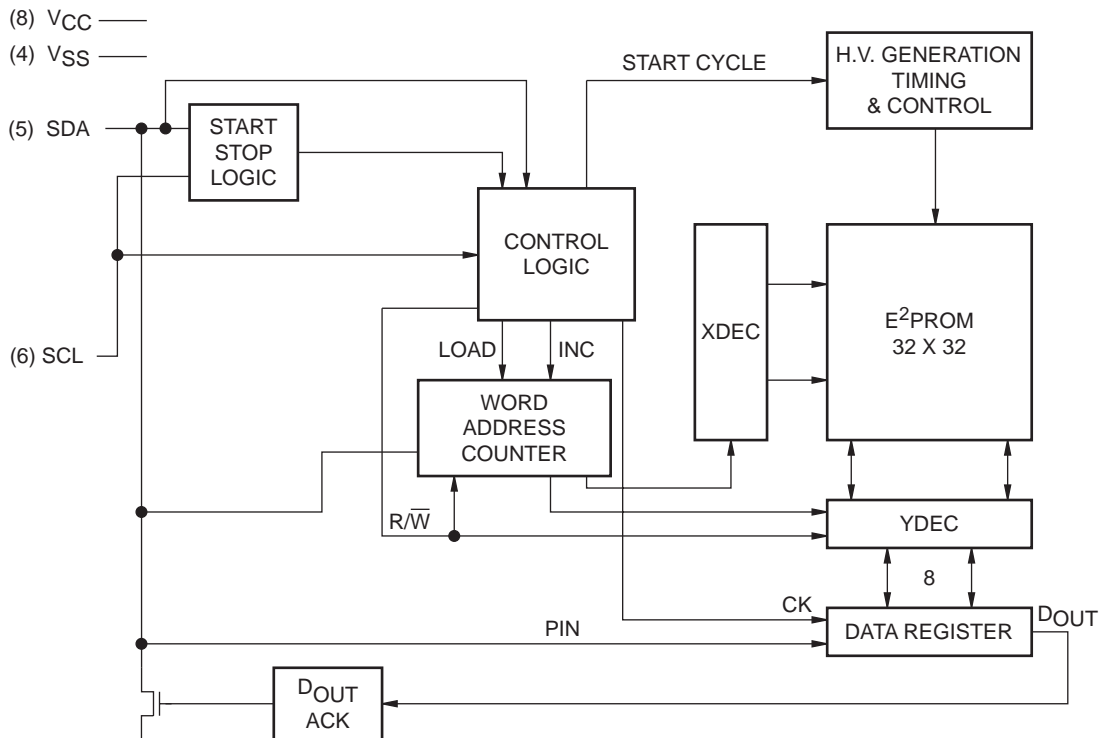 (8) VCC
(4) VSS
START CYCLE
H.V. GENERATION
TIMING
& CONTROL
(5) SDA
START
STOP
LOGIC
CONTROL
LOGIC
XDEC
E²PROM
32 X 32
(6) SCL
LOAD
INC
WORD
ADDRESS
COUNTER
R/W̅
YDEC
8
CK
DOUT
PIN
DATA REGISTER
DOUT
ACK